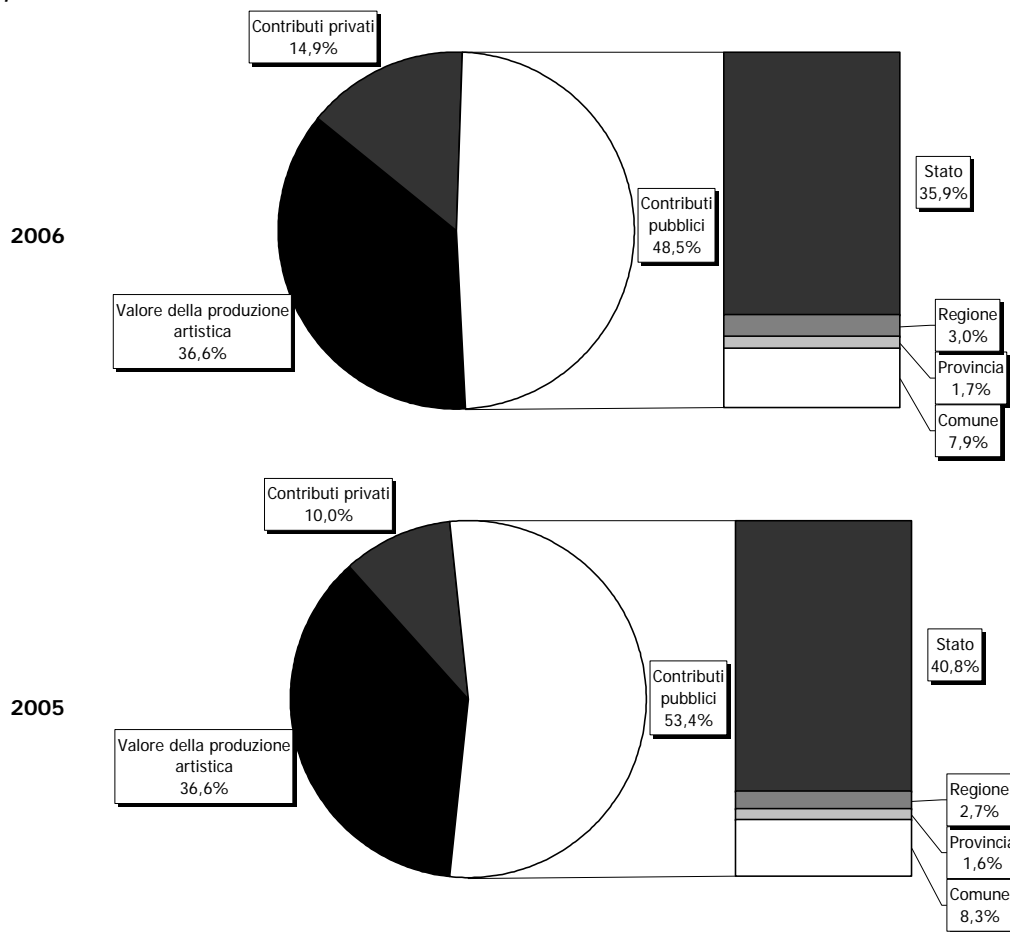 Contributi privati
14,9%
Stato
35,9%
Contributi
pubblici
48,5%
2006
Valore della produzione
artistica
36,6%
Regione
3,0%
Provincia
1,7%
Comune
7,9%
Contributi privati
10,0%
Stato
40,8%
Contributi
pubblici
53,4%
2005
Valore della produzione
artistica
36,6%
Regione
2,7%
Provincia
1,6%
Comune
8,3%